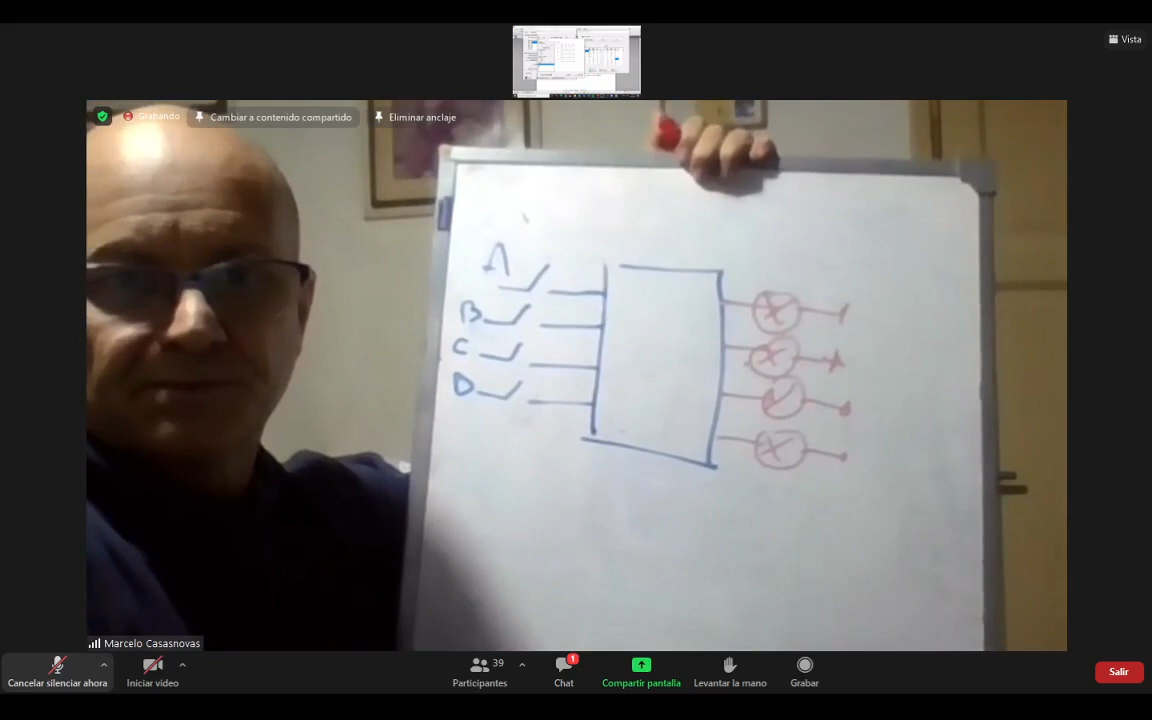 Vista
Grabando
Cambiar a contenido compartido
Eliminar anclaje
A
B
C
D
Marcelo Casasnovas
Cancelar silenciar ahora
Iniciar video
39
Participantes
1
Chat
Compartir pantalla
Levantar la mano
Grabar
Salir